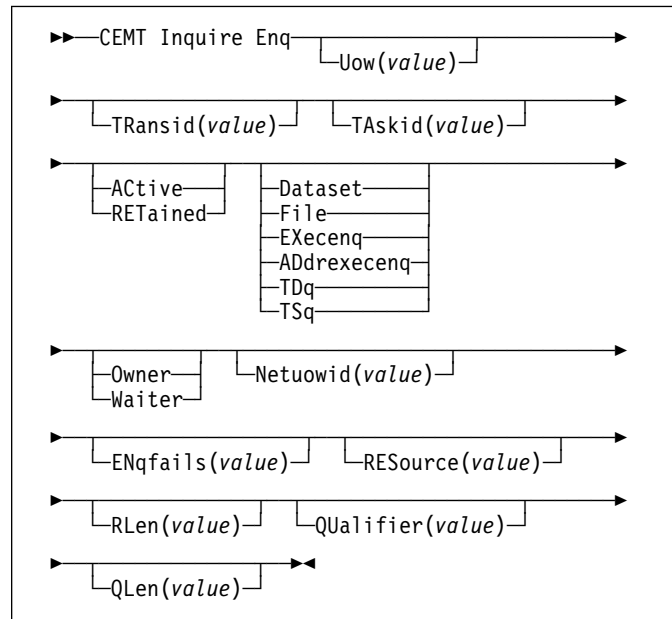 CEMT Inquire Enq
Uow(value)
TRansid(value) TAskid(value)
ACtive Dataset
RETained File
EXecenq
ADdrexecenq
TDq
TSq
Owner Netuowid(value)
Waiter
ENqfails(value) RESource(value)
RLen(value) QUalifier(value)
QLen(value)